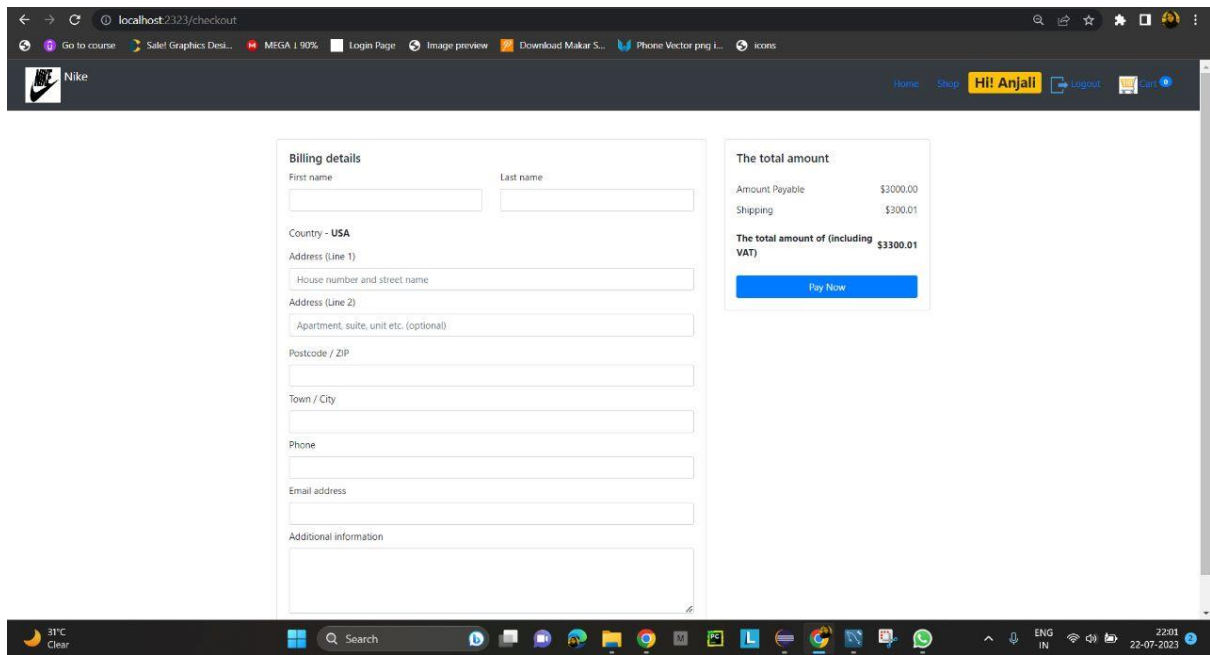 localhost:2323/checkout
Go to course Sale! Graphics Desi... MEGA 1 90% Login Page Image preview Download Makar S... Phone Vector png i... icons
NIKE Nike Home Shop Hi! Anjali Logout Cart 0
Billing details
First name Last name
Country - USA
Address (Line 1)
House number and street name
Address (Line 2)
Apartment, suite, unit etc. (optional)
Postcode / ZIP
Town / City
Phone
Email address
Additional information
The total amount
Amount Payable $3000.00
Shipping $300.01
The total amount of (including VAT) $3300.01
Pay Now
31°C
Clear
Search
ENG
IN
22:01
22-07-2023